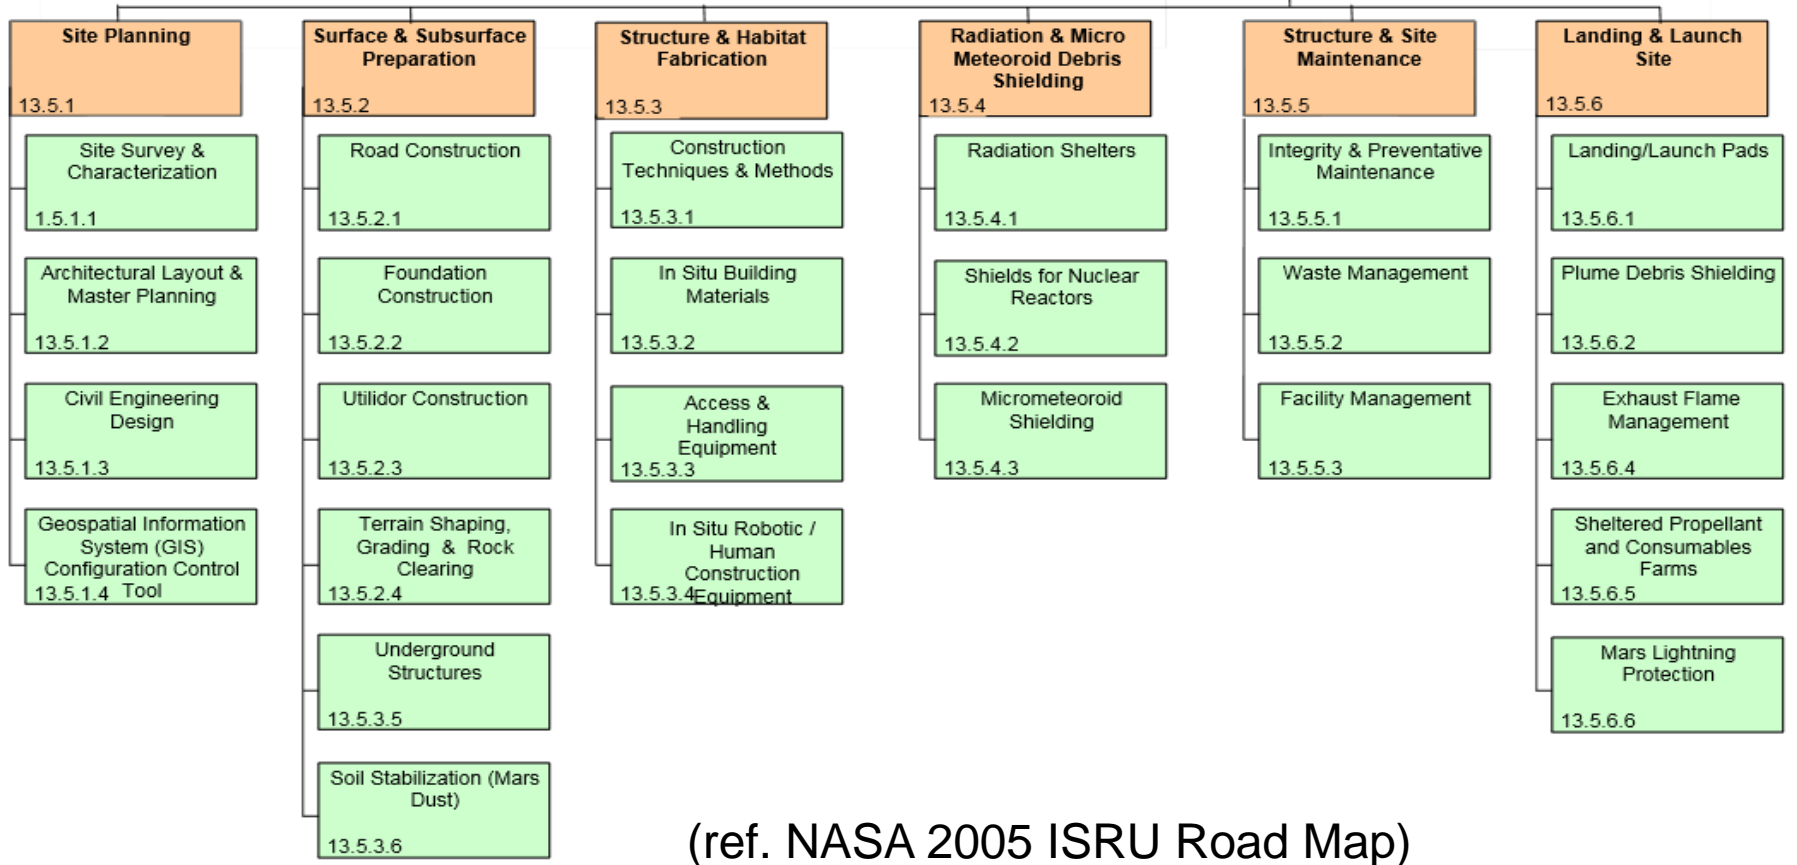 Site Planning
13.5.1
Site Survey &
Characterization
1.5.1.1
Architectural Layout &
Master Planning
13.5.1.2
Civil Engineering
Design
13.5.1.3
Geospatial Information
System (GIS)
Configuration Control
Tool
13.5.1.4
Surface & Subsurface
Preparation
13.5.2
Road Construction
13.5.2.1
Foundation
Construction
13.5.2.2
Utilidor Construction
13.5.2.3
Terrain Shaping,
Grading & Rock
Clearing
13.5.2.4
Underground
Structures
13.5.3.5
Soil Stabilization (Mars
Dust)
13.5.3.6
Structure & Habitat
Fabrication
13.5.3
Construction
Techniques & Methods
13.5.3.1
In Situ Building
Materials
13.5.3.2
Access &
Handling
Equipment
13.5.3.3
In Situ Robotic /
Human
Construction
Equipment
13.5.3.4
Radiation & Micro
Meteoroid Debris
Shielding
13.5.4
Radiation Shelters
13.5.4.1
Shields for Nuclear
Reactors
13.5.4.2
Micrometeoroid
Shielding
13.5.4.3
Structure & Site
Maintenance
13.5.5
Integrity & Preventative
Maintenance
13.5.5.1
Waste Management
13.5.5.2
Facility Management
13.5.5.3
Landing & Launch
Site
13.5.6
Landing/Launch Pads
13.5.6.1
Plume Debris Shielding
13.5.6.2
Exhaust Flame
Management
13.5.6.4
Sheltered Propellant
and Consumables
Farms
13.5.6.5
Mars Lightning
Protection
13.5.6.6
(ref. NASA 2005 ISRU Road Map)